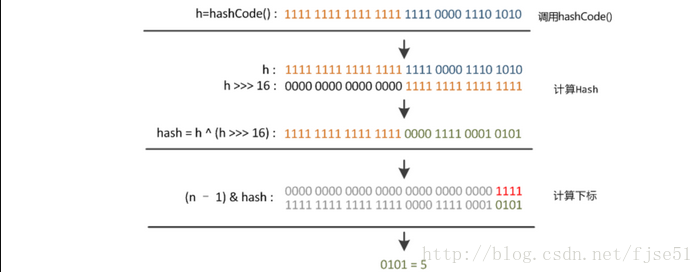 h=hashCode() : 1111 1111 1111 1111 1111 0000 1110 1010 调用hashCode()
h : 1111 1111 1111 1111 1111 0000 1110 1010
h >>> 16 : 0000 0000 0000 0000 1111 1111 1111 1111 计算Hash
hash = h ^ (h >>> 16) : 1111 1111 1111 1111 0000 1111 0001 0101
(n – 1) & hash : 0000 0000 0000 0000 0000 0000 0000 1111 计算下标
1111 1111 1111 1111 0000 1111 0001 0101
0101 = 5
http://blog.csdn.net/fjse51